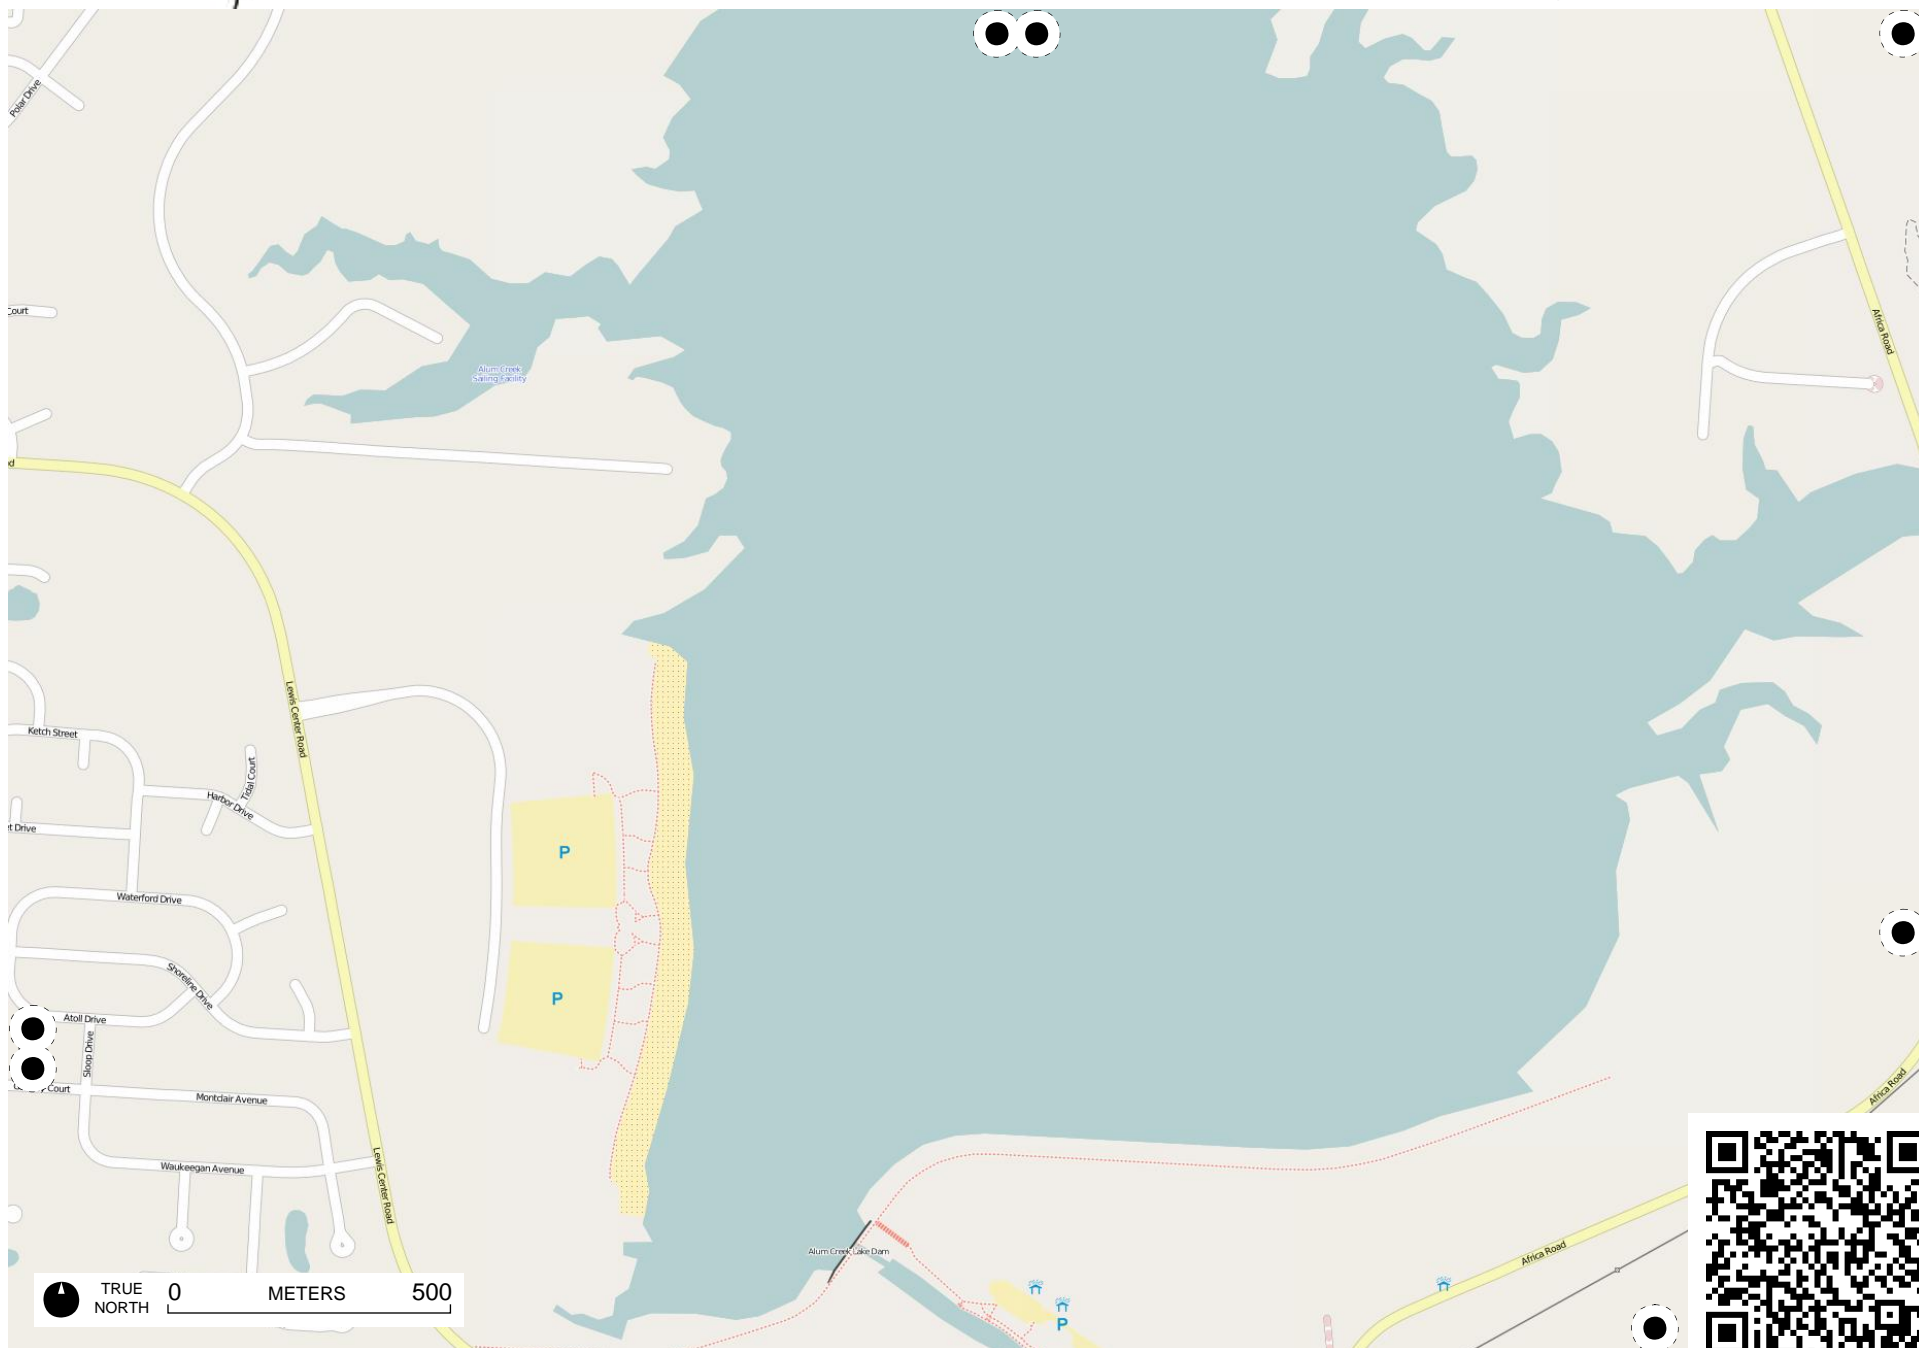 Polar Drive
Court
Africa Road
Alum Creek
Sailing Facility
Lewis Center Road
Ketch Street
Tidal Court
Harbor Drive
P
Waterford Drive
P
Shoreline Drive
Atoll Drive
Sloop Drive
Court
Montclair Avenue
Africa Road
Waukeegan Avenue
Lewis Center Road
Alum Creek Lake Dam
Africa Road
P
TRUE
NORTH
0 METERS 500